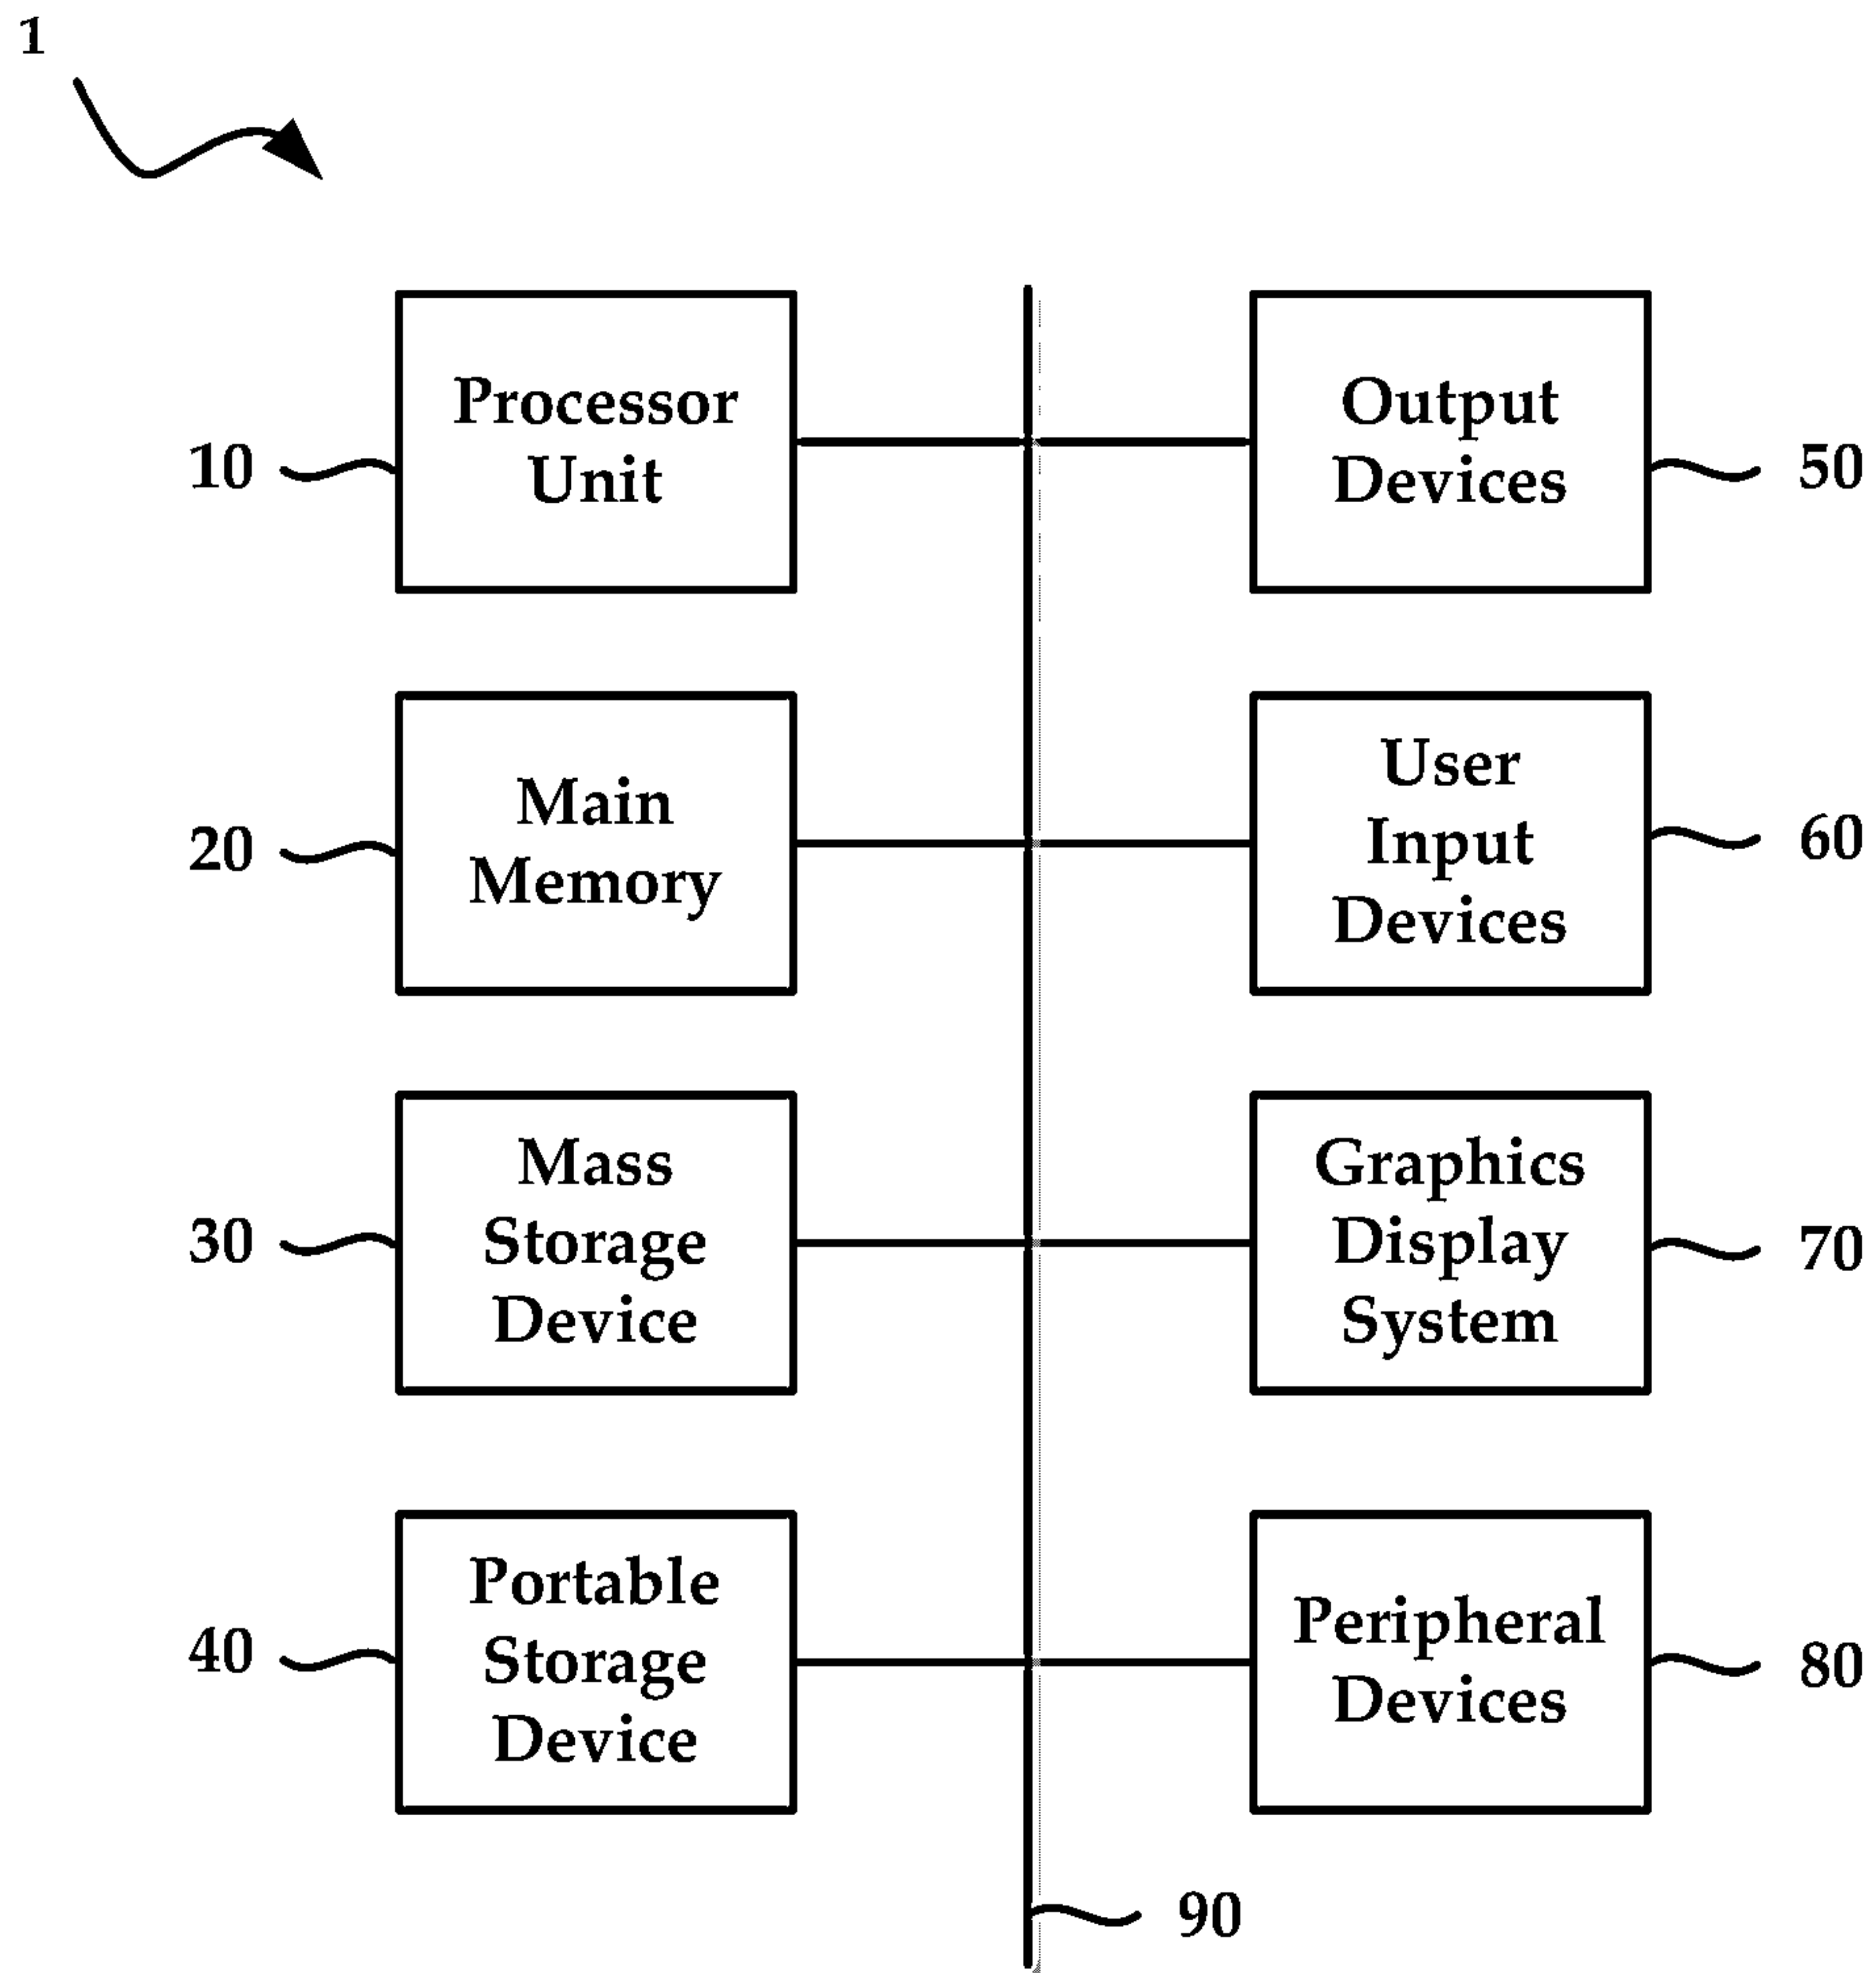 1
Processor
Unit
10
Output
Devices
50
Main
Memory
20
User
Input
Devices
60
Mass
Storage
Device
30
Graphics
Display
System
70
Portable
Storage
Device
40
Peripheral
Devices
80
90